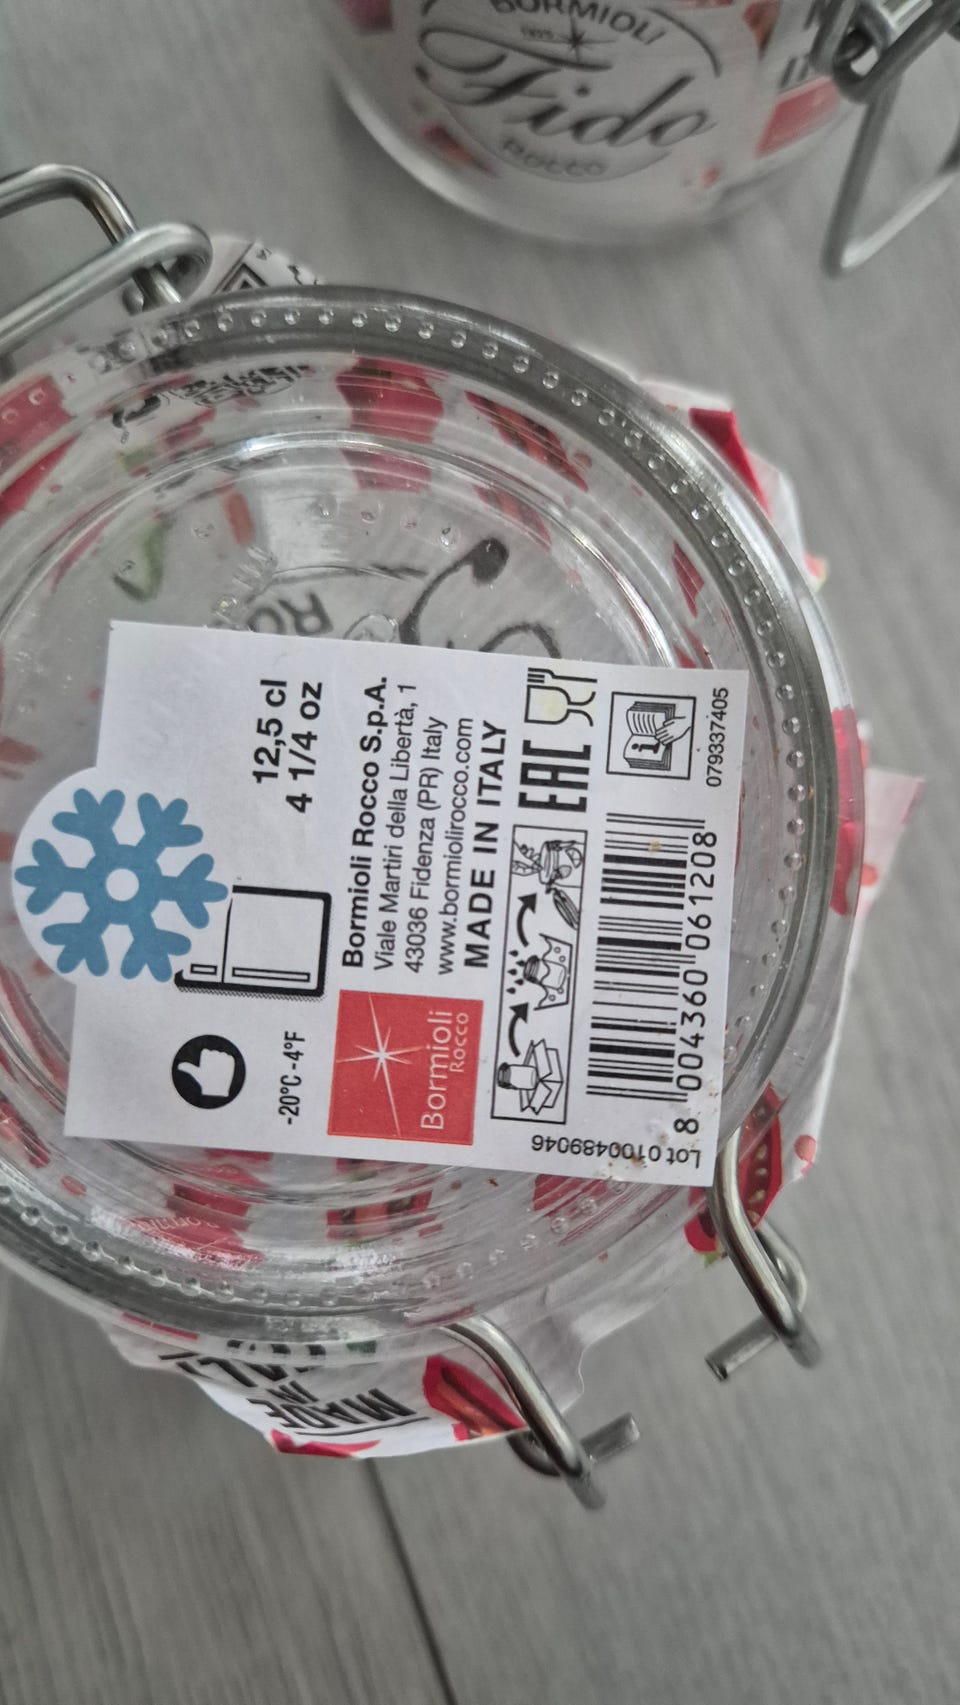 BORMIOLI
Fido
ROCCO
12,5 cl
4 1/4 oz
-20°C -4°F
Bormioli Rocco S.p.A.
Viale Martiri della Libertà, 1
43036 Fidenza (PR) Italy
www.bormiolirocco.com
MADE IN ITALY
Bormioli
Rocco
EAC
i
079337405
8 004360 061208
Lot 0100489046
MADE
IN